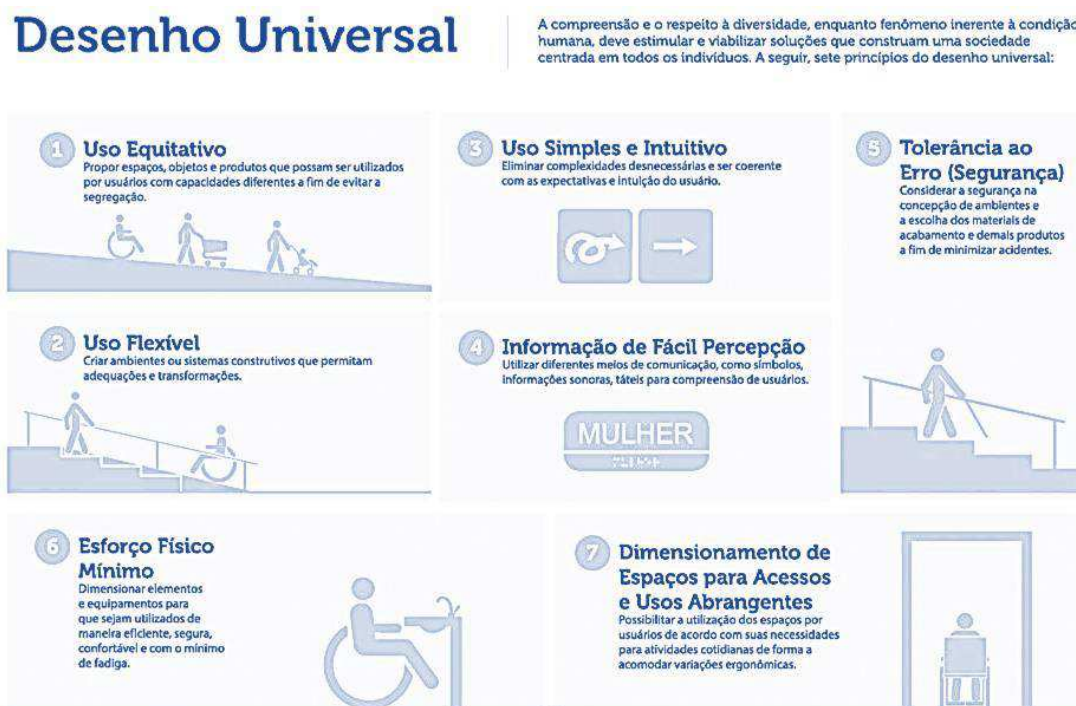 Desenho Universal
A compreensão e o respeito à diversidade, enquanto fenômeno inerente à condição
humana, deve estimular e viabilizar soluções que construam uma sociedade
centrada em todos os indivíduos. A seguir, sete princípios do desenho universal:
1 Uso Equitativo
Propor espaços, objetos e produtos que possam ser utilizados
por usuários com capacidades diferentes a fim de evitar a
segregação.
2 Uso Flexível
Criar ambientes ou sistemas construtivos que permitam
adequações e transformações.
3 Uso Simples e Intuitivo
Eliminar complexidades desnecessárias e ser coerente
com as expectativas e intuição do usuário.
4 Informação de Fácil Percepção
Utilizar diferentes meios de comunicação, como símbolos,
informações sonoras, táteis para compreensão de usuários.
MULHER
5 Tolerância ao
Erro (Segurança)
Considerar a segurança na
concepção de ambientes e
a escolha dos materiais de
acabamento e demais produtos
a fim de minimizar acidentes.
6 Esforço Físico
Mínimo
Dimensionar elementos
e equipamentos para
que sejam utilizados de
maneira eficiente, segura,
confortável e com o mínimo
de fadiga.
7 Dimensionamento de
Espaços para Acessos
e Usos Abrangentes
Possibilitar a utilização dos espaços por
usuários de acordo com suas necessidades
para atividades cotidianas de forma a
acomodar variações ergonômicas.